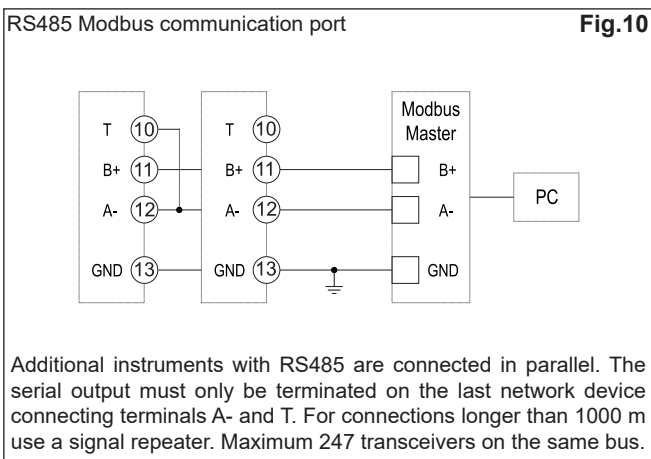 RS485 Modbus communication port Fig.10
Modbus
Master
T 10 T 10
B+ 11 B+ 11 B+
A- 12 A- 12 A- PC
GND 13 GND 13 GND
Additional instruments with RS485 are connected in parallel. The
serial output must only be terminated on the last network device
connecting terminals A- and T. For connections longer than 1000 m
use a signal repeater. Maximum 247 transceivers on the same bus.